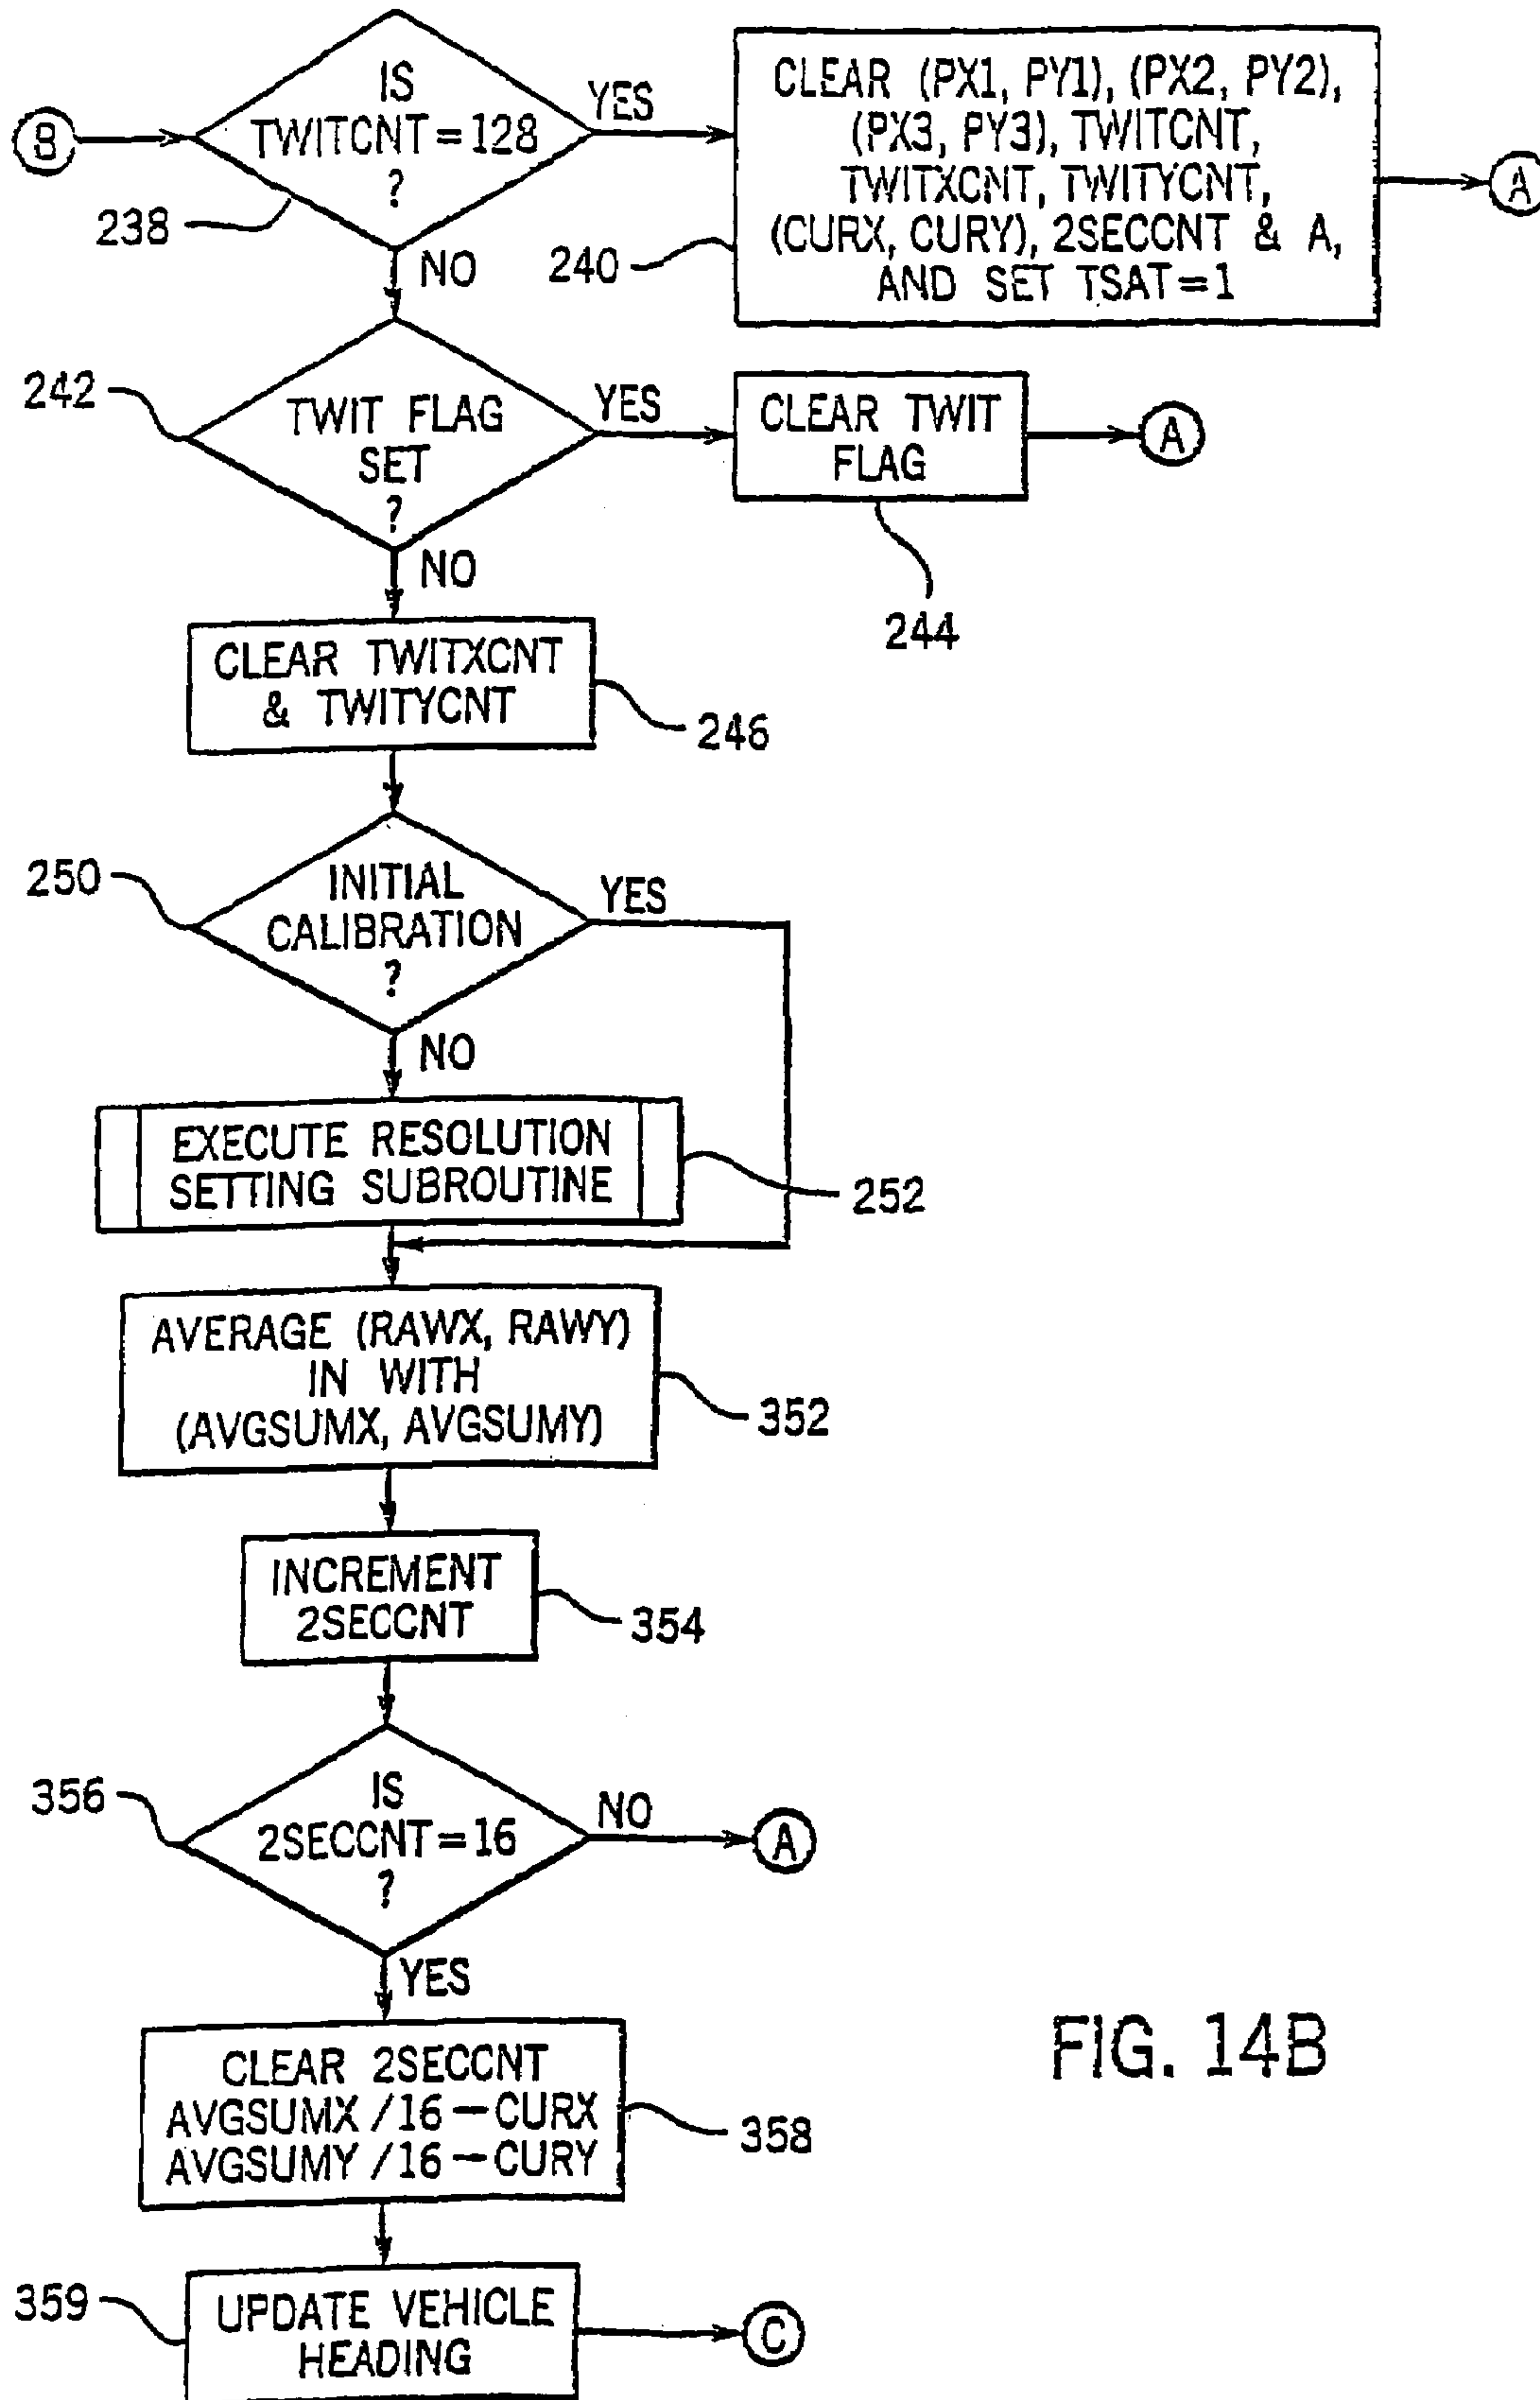 B
IS
TWITCNT = 128
?
YES
238
NO
CLEAR (PX1, PY1), (PX2, PY2),
(PX3, PY3), TWITCNT,
TWITXCNT, TWITYCNT,
(CURX, CURY), 2SECCNT & A,
AND SET TSAT = 1
240
A
242
TWIT FLAG
SET
?
YES
NO
CLEAR TWIT
FLAG
244
A
CLEAR TWITXCNT
& TWITYCNT
246
250
INITIAL
CALIBRATION
?
YES
NO
EXECUTE RESOLUTION
SETTING SUBROUTINE
252
AVERAGE (RAWX, RAWY)
IN WITH
(AVGSUMX, AVGSUMY)
352
INCREMENT
2SECCNT
354
356
IS
2SECCNT = 16
?
NO
A
YES
CLEAR 2SECCNT
AVGSUMX /16 — CURX
AVGSUMY /16 — CURY
358
359
UPDATE VEHICLE
HEADING
C
FIG. 14B